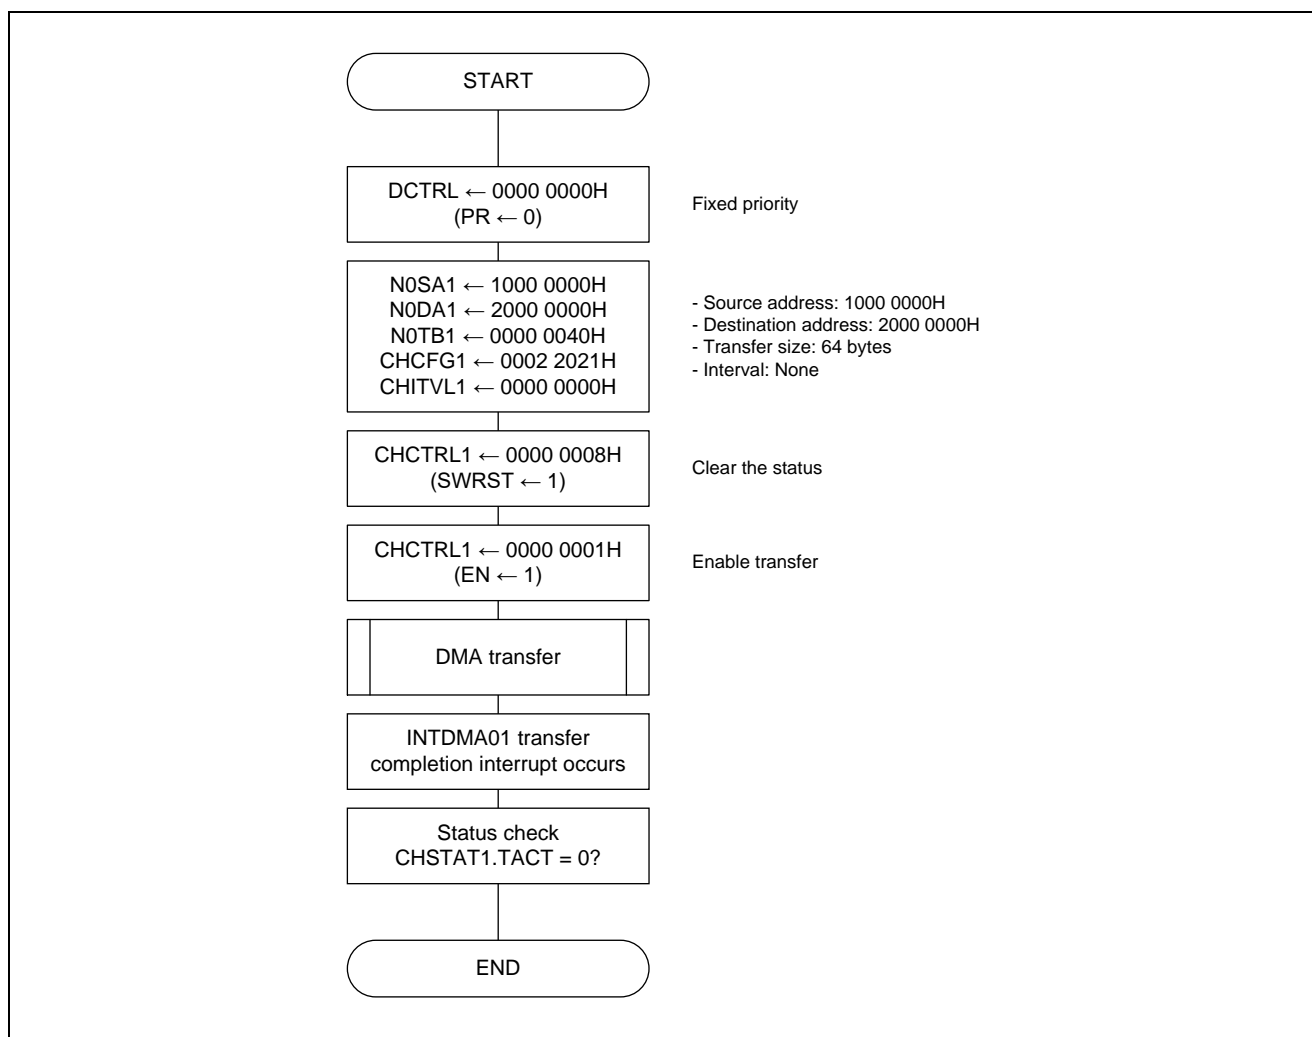 START
DCTRL ← 0000 0000H
(PR ← 0)
Fixed priority
N0SA1 ← 1000 0000H
N0DA1 ← 2000 0000H
N0TB1 ← 0000 0040H
CHCFG1 ← 0002 2021H
CHITVL1 ← 0000 0000H
- Source address: 1000 0000H
- Destination address: 2000 0000H
- Transfer size: 64 bytes
- Interval: None
CHCTRL1 ← 0000 0008H
(SWRST ← 1)
Clear the status
CHCTRL1 ← 0000 0001H
(EN ← 1)
Enable transfer
DMA transfer
INTDMA01 transfer
completion interrupt occurs
Status check
CHSTAT1.TACT = 0?
END